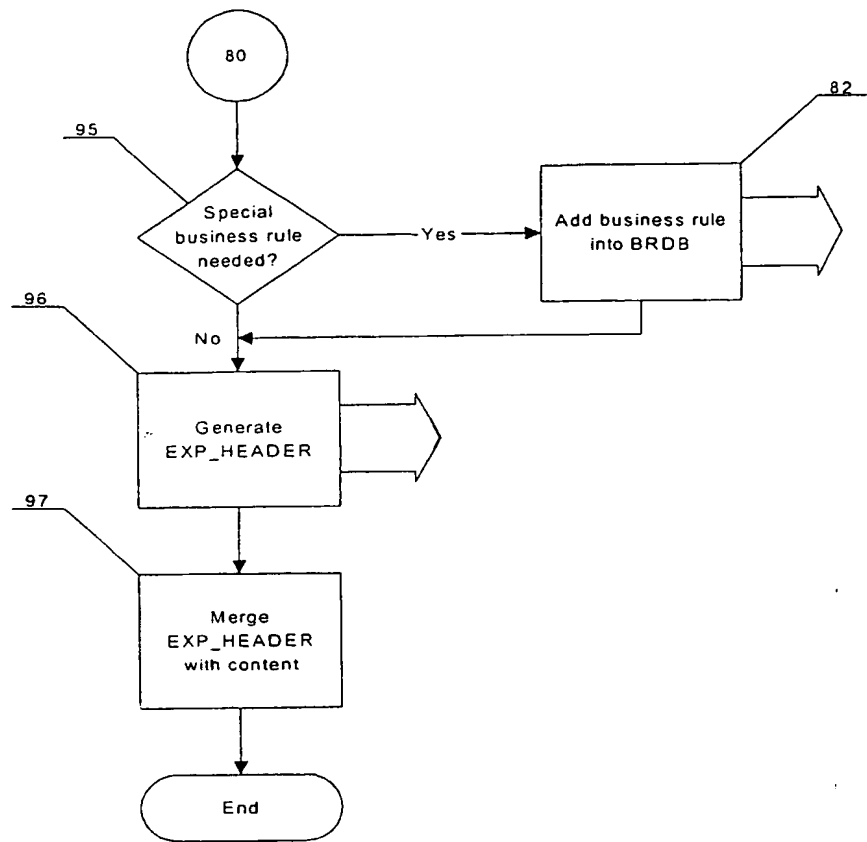 80
95
82
Special
business rule
needed?
Yes
Add business rule
into BRDB
96
No
Generate
EXP_HEADER
97
Merge
EXP_HEADER
with content
End